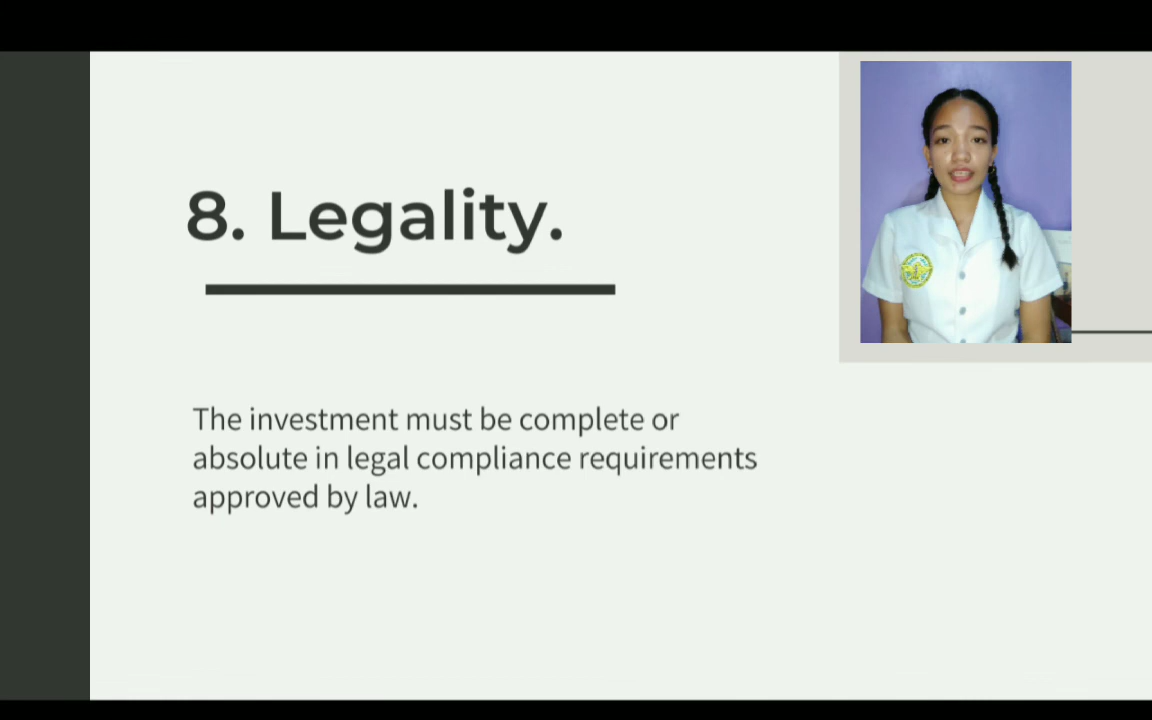 8. Legality.
The investment must be complete or
absolute in legal compliance requirements
approved by law.